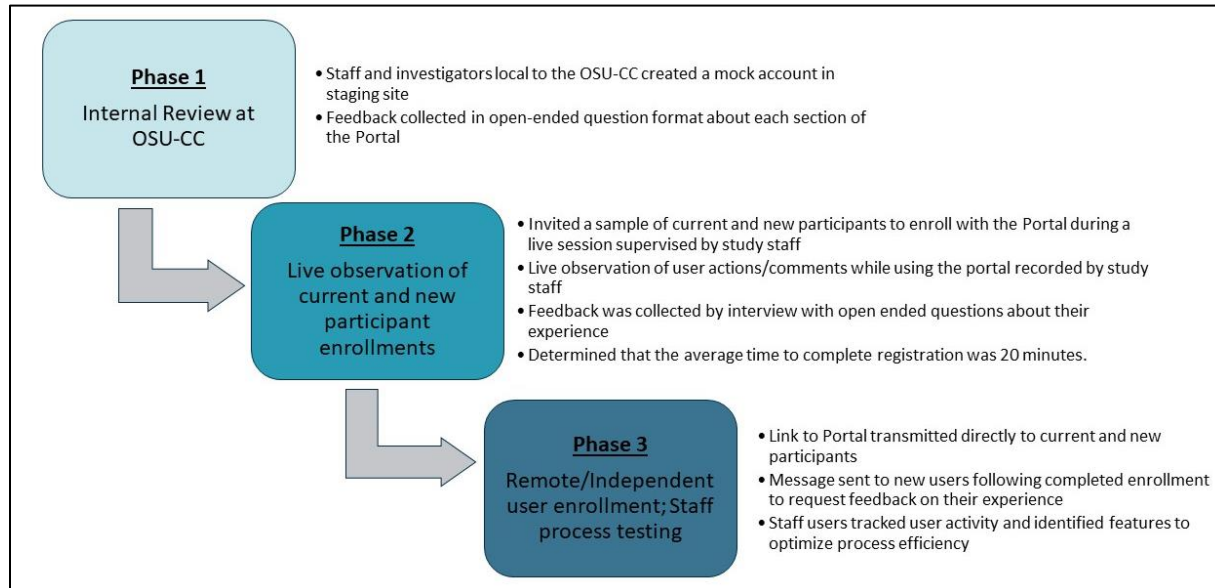 Phase 1
Internal Review at
OSU-CC
• Staff and investigators local to the OSU-CC created a mock account in
staging site
• Feedback collected in open-ended question format about each section of
the Portal
Phase 2
Live observation of
current and new
participant
enrollments
• Invited a sample of current and new participants to enroll with the Portal during a
live session supervised by study staff
• Live observation of user actions/comments while using the portal recorded by study
staff
• Feedback was collected by interview with open ended questions about their
experience
• Determined that the average time to complete registration was 20 minutes.
Phase 3
Remote/Independent
user enrollment; Staff
process testing
• Link to Portal transmitted directly to current and new
participants
• Message sent to new users following completed enrollment
to request feedback on their experience
• Staff users tracked user activity and identified features to
optimize process efficiency